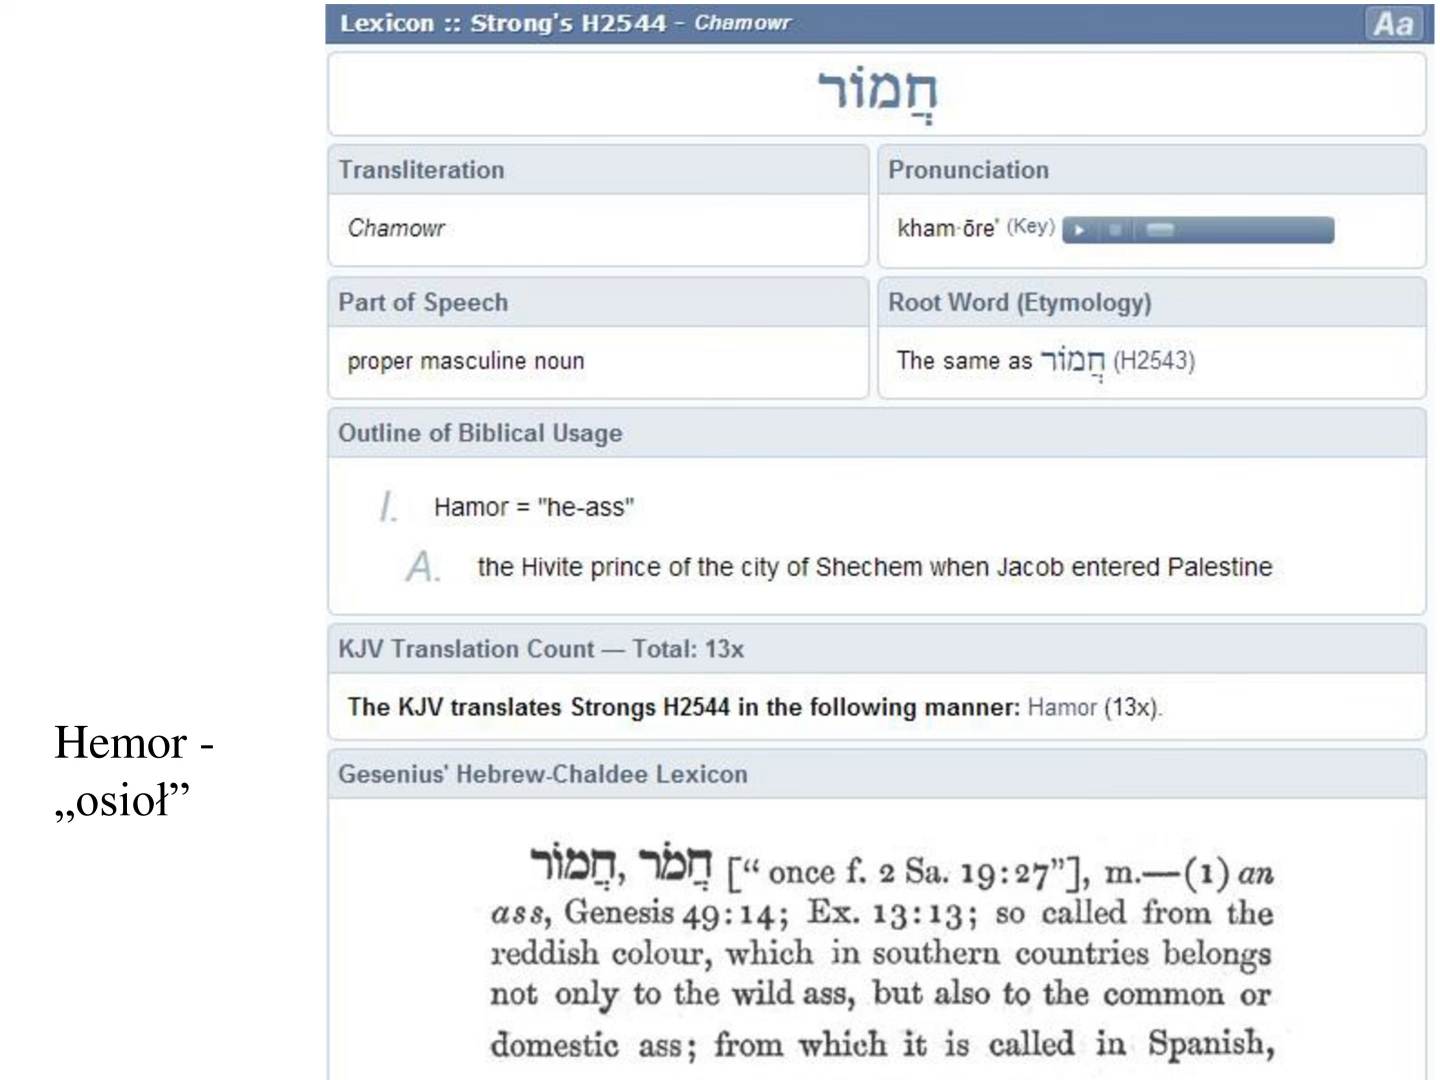 Lexicon :: Strong's H2544 - Chamowr
Aa
חֲמוֹר
Transliteration
Chamowr
Pronunciation
kham·ōre' (Key)
Part of Speech
proper masculine noun
Root Word (Etymology)
The same as חֲמוֹר (H2543)
Outline of Biblical Usage
I. Hamor = "he-ass"
A. the Hivite prince of the city of Shechem when Jacob entered Palestine
KJV Translation Count — Total: 13x
The KJV translates Strongs H2544 in the following manner: Hamor (13x).
Hemor -
„osioł”
Gesenius' Hebrew-Chaldee Lexicon
חֲמוֹר, חֲמֹר [“ once f. 2 Sa. 19:27”], m.—(1) an
ass, Genesis 49:14; Ex. 13:13; so called from the
reddish colour, which in southern countries belongs
not only to the wild ass, but also to the common or
domestic ass; from which it is called in Spanish,